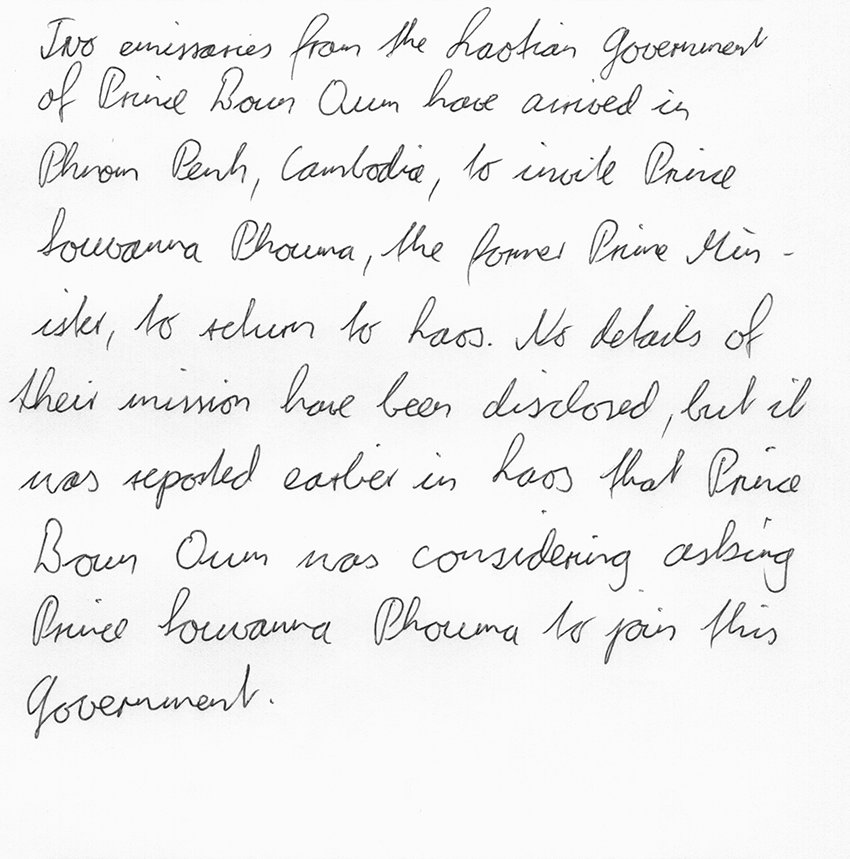 Two emissaries from the Laotian Government
of Prince Boun Oum have arrived in
Phnom Penh, Cambodia, to invite Prince
Souvanna Phouma, the former Prime Min -
ister, to return to Laos. No details of
their mission have been disclosed, but it
was reported earlier in Laos that Prince
Boun Oum was considering asking
Prince Souvanna Phouma to join this
Government.